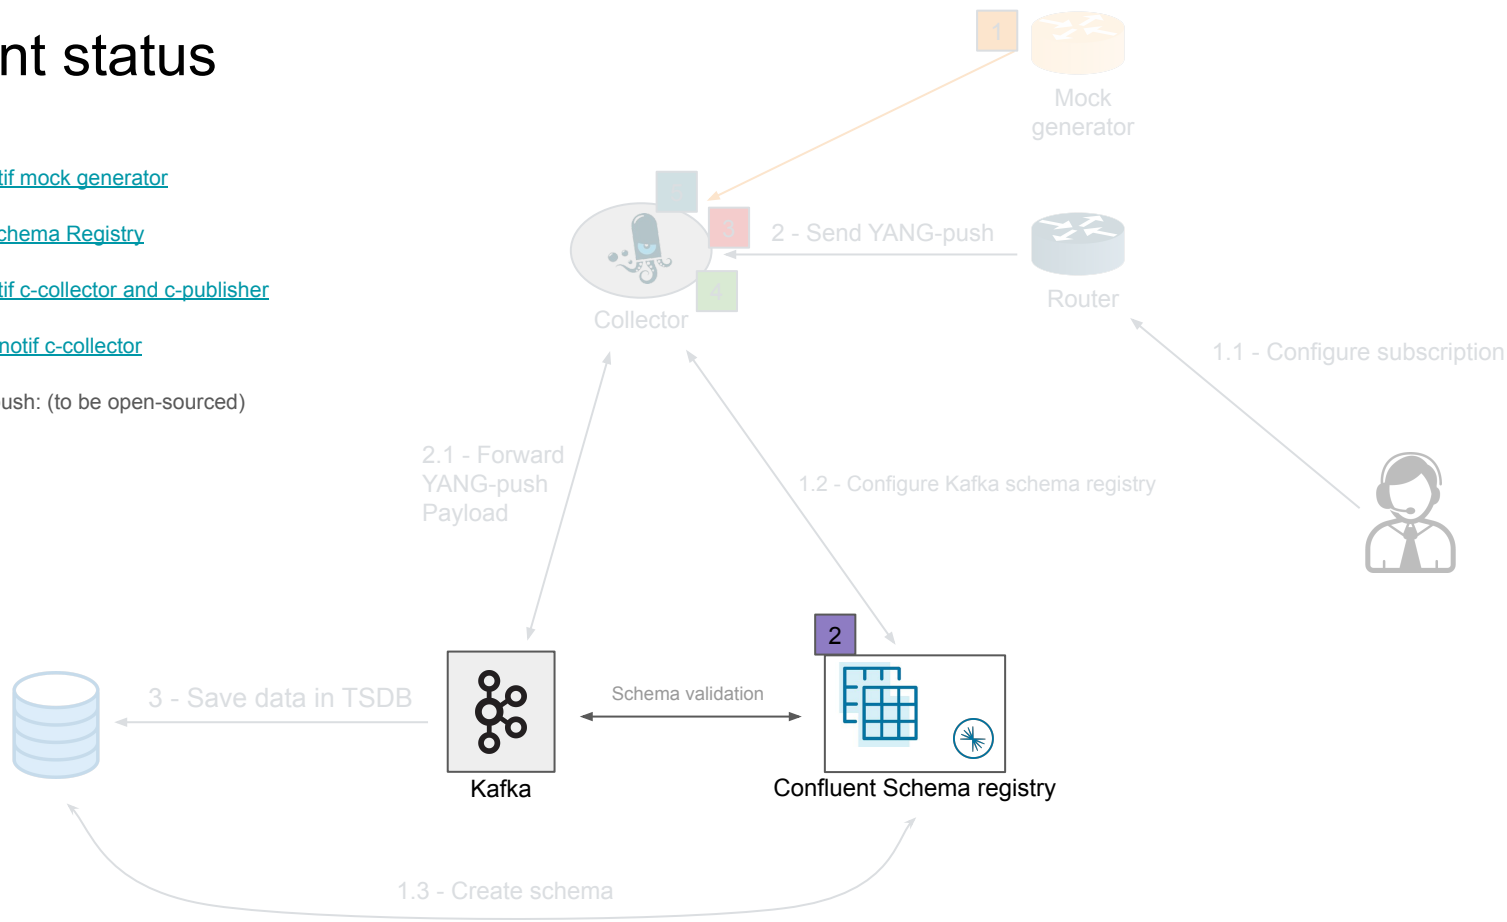 nt status
tif mock generator
chema Registry
tif c-collector and c-publisher
notif c-collector
ush: (to be open-sourced)
1
Mock
generator
3
2 - Send YANG-push
4
Collector
Router
1.1 - Configure subscription
2.1 - Forward
YANG-push
Payload
1.2 - Configure Kafka schema registry
2
3 - Save data in TSDB
Schema validation
Kafka
Confluent Schema registry
1.3 - Create schema